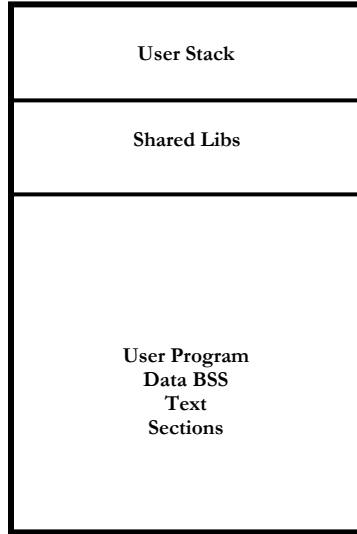 User Stack
Shared Libs
User Program
Data BSS
Text
Sections